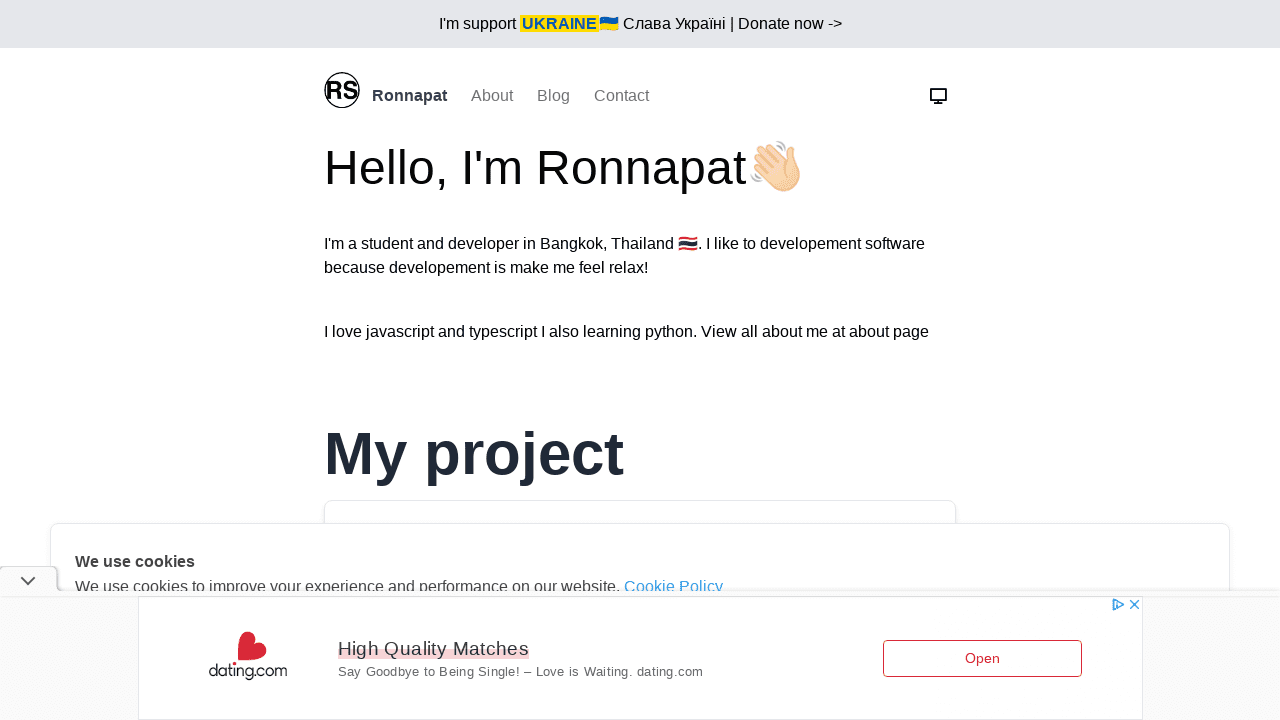 I'm support UKRAINE🇺🇦 Слава Україні | Donate now ->
RS
Ronnapat About Blog Contact
Hello, I'm Ronnapat👋🏻
I'm a student and developer in Bangkok, Thailand 🇹🇭. I like to developement software
because developement is make me feel relax!
I love javascript and typescript I also learning python. View all about me at about page
My project
We use cookies
We use cookies to improve your experience and performance on our website. Cookie Policy
dating.com
High Quality Matches
Say Goodbye to Being Single! – Love is Waiting. dating.com
Open